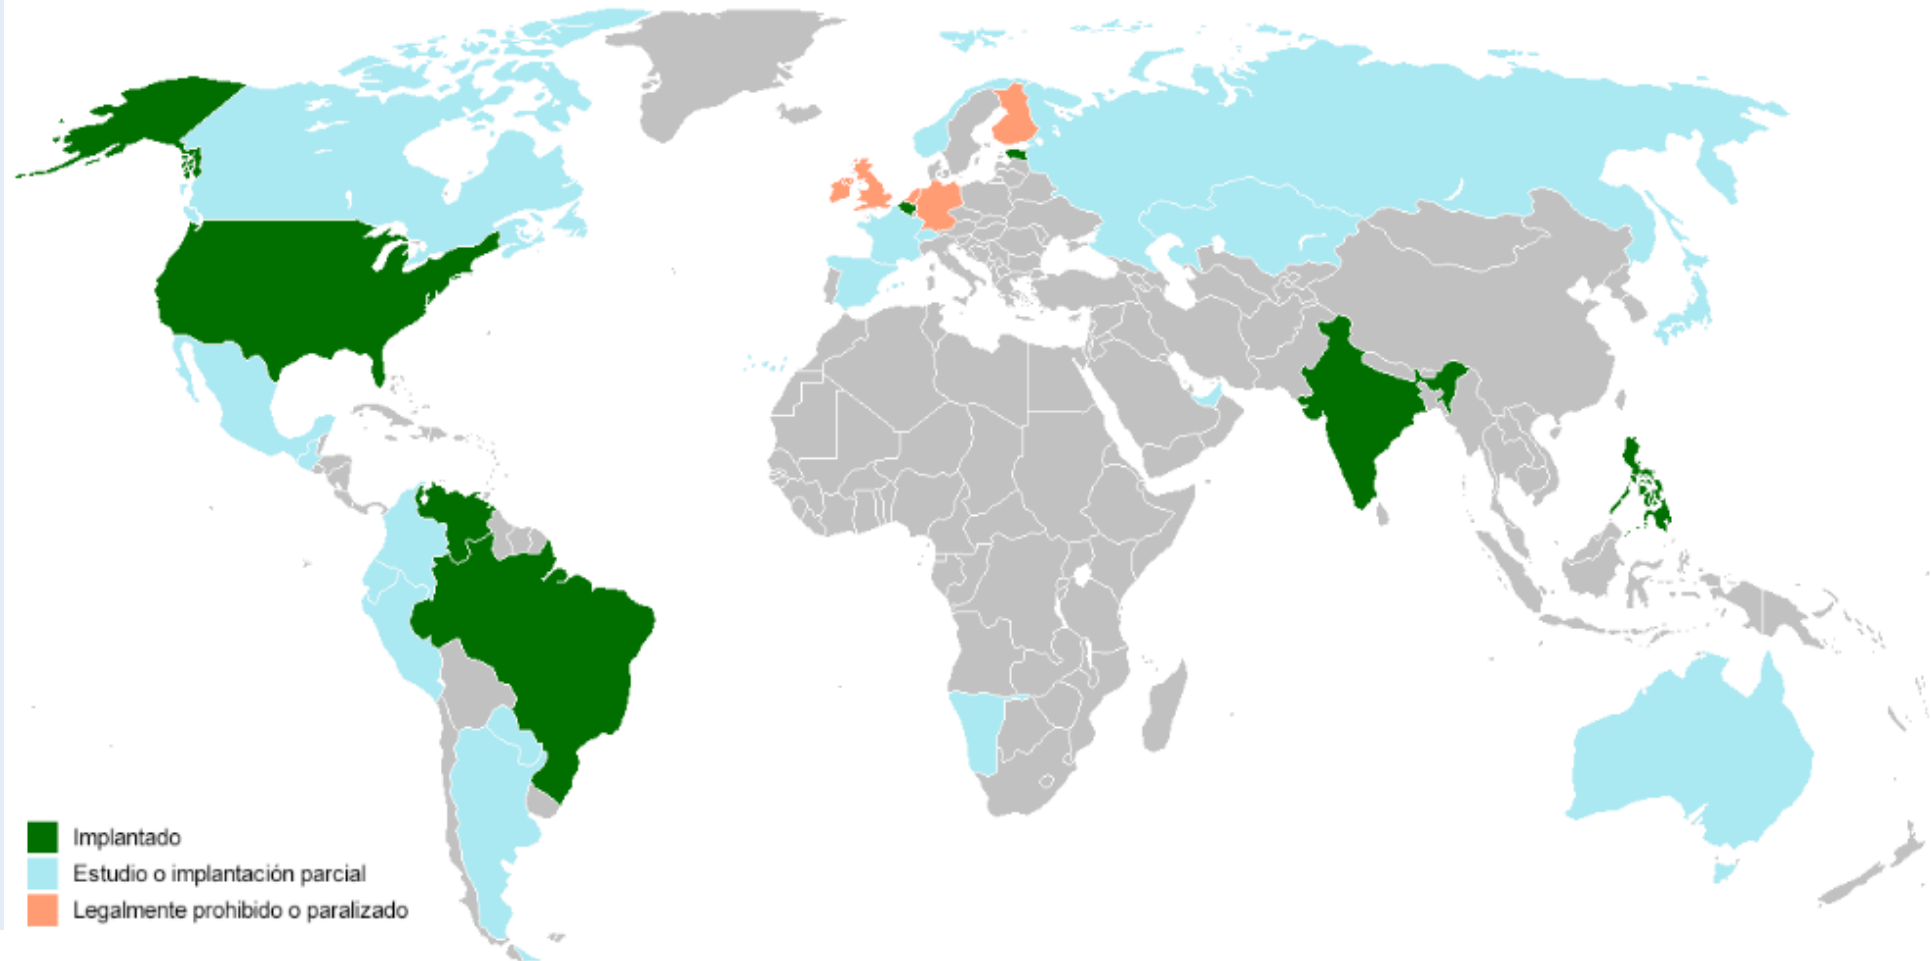 Implantado
Estudio o implantación parcial
Legalmente prohibido o paralizado